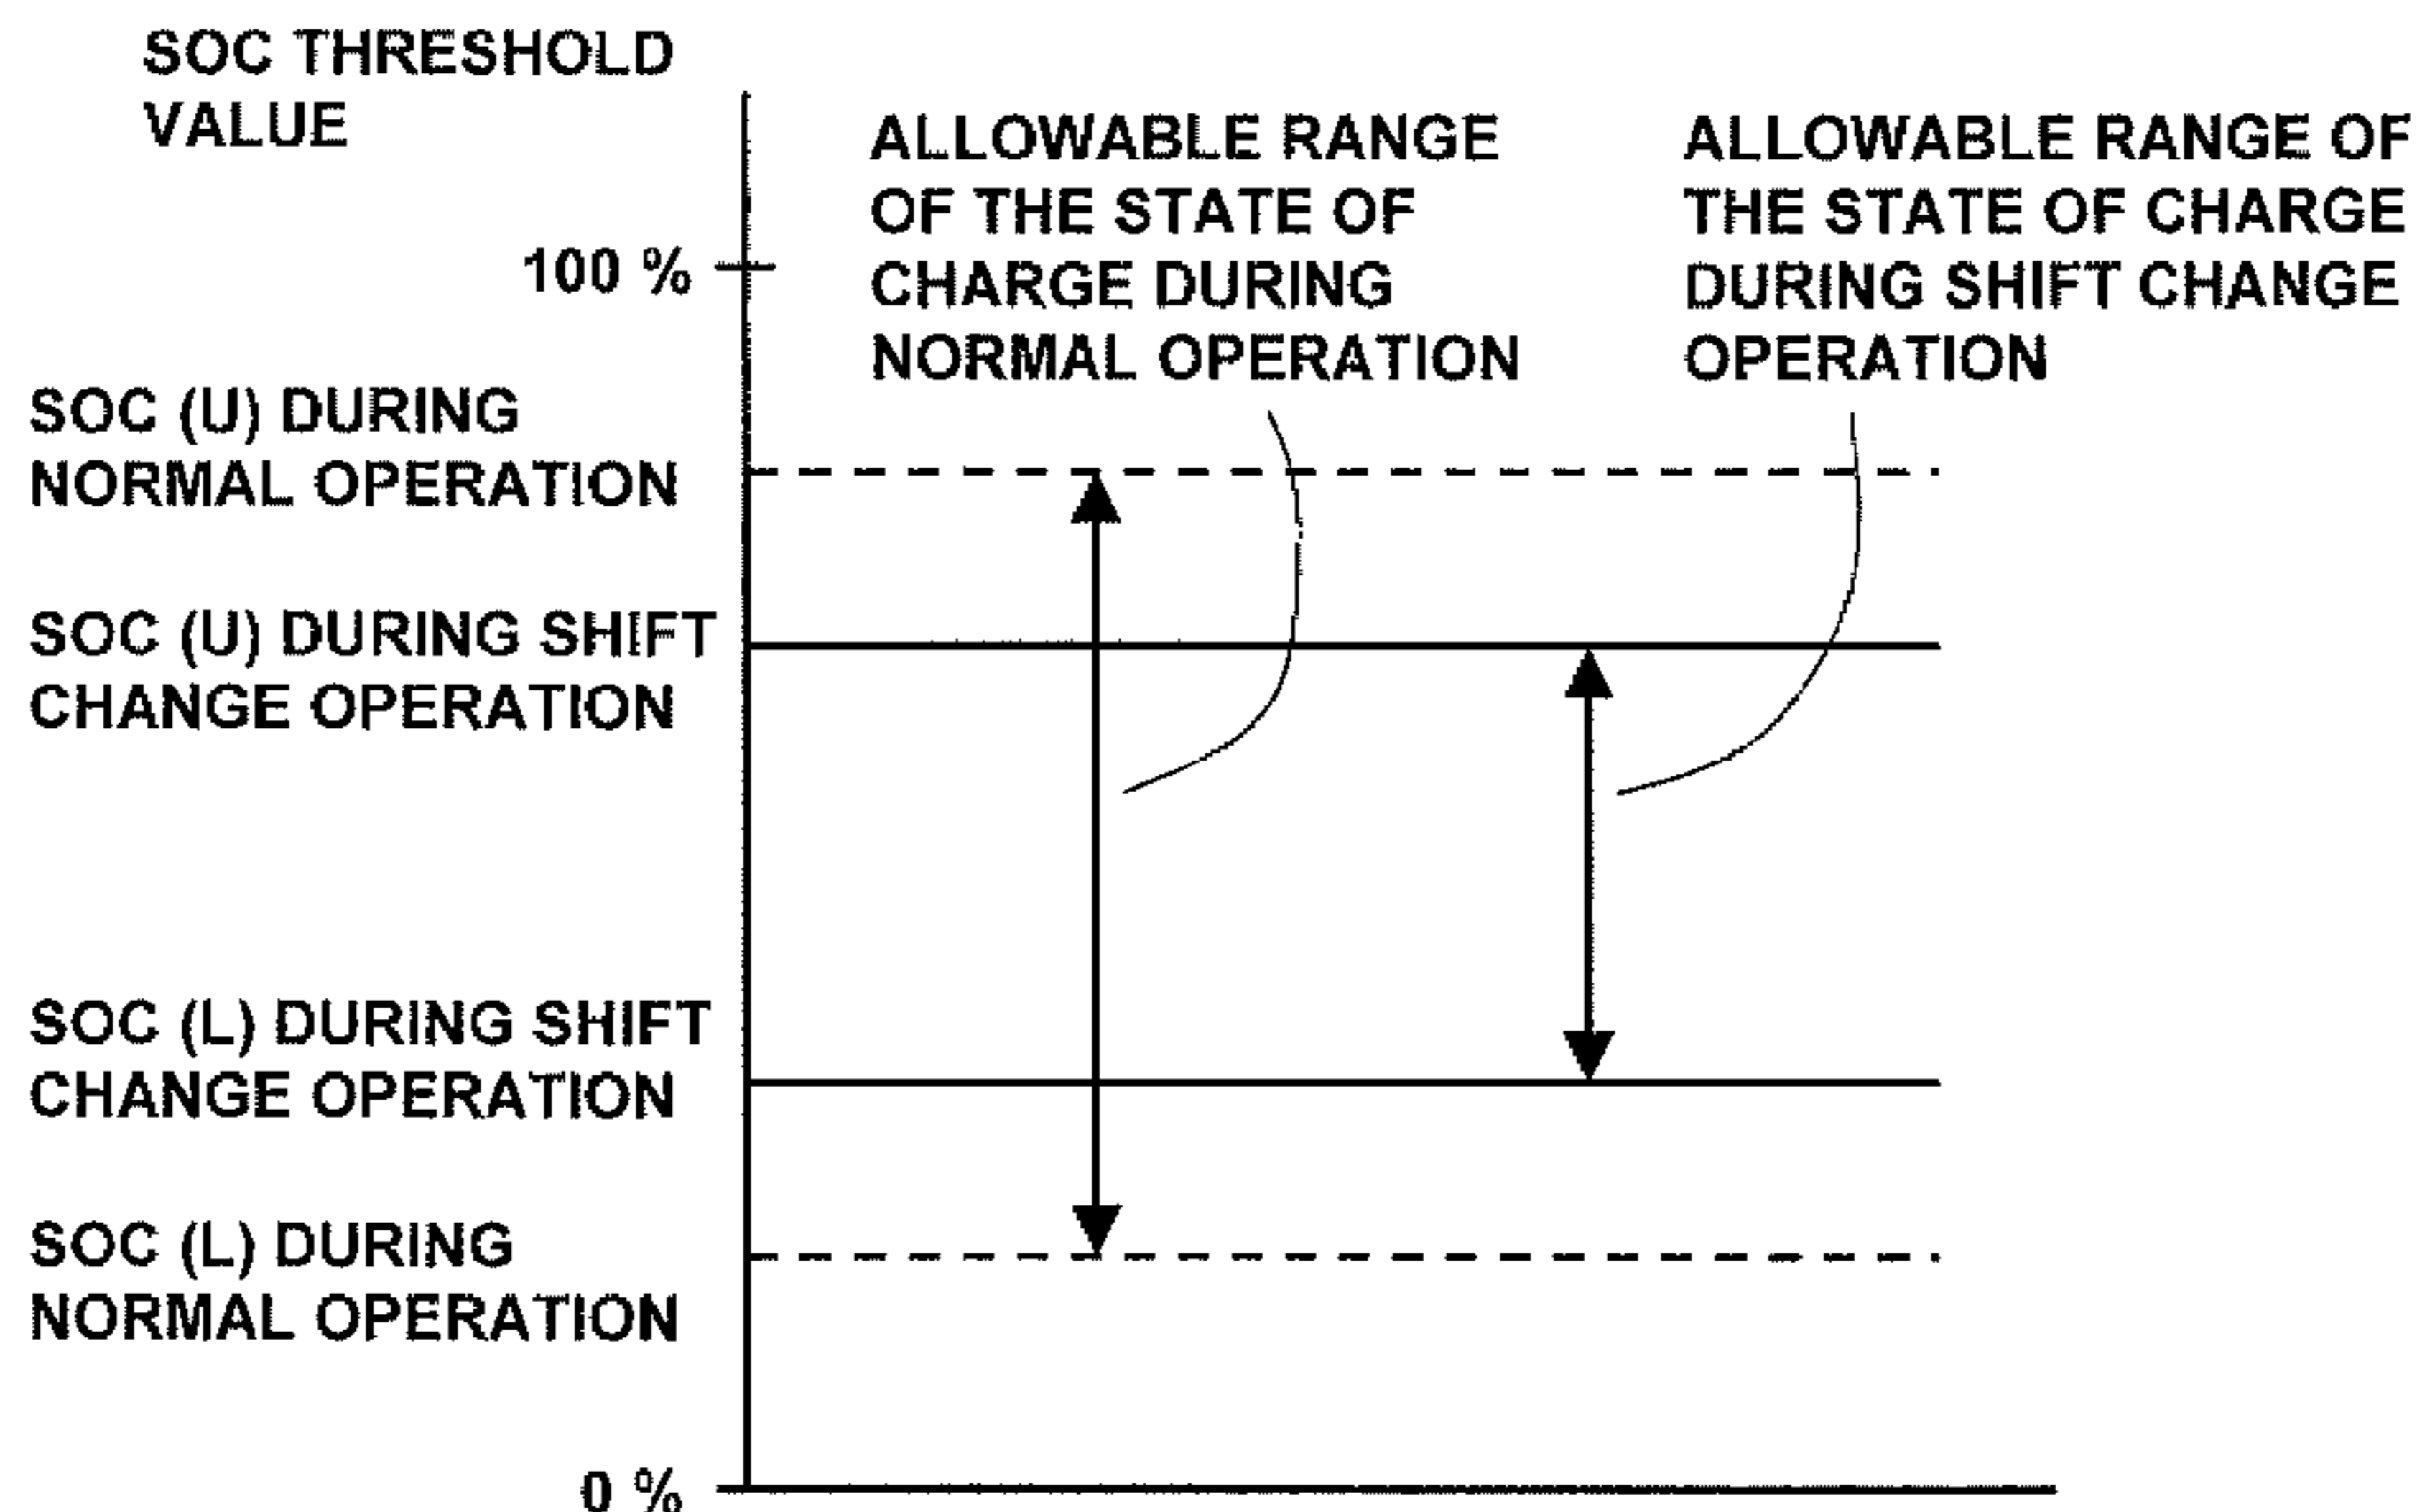 SOC THRESHOLD
VALUE
ALLOWABLE RANGE
OF THE STATE OF
CHARGE DURING
NORMAL OPERATION
ALLOWABLE RANGE OF
THE STATE OF CHARGE
DURING SHIFT CHANGE
OPERATION
100 %
SOC (U) DURING
NORMAL OPERATION
SOC (U) DURING SHIFT
CHANGE OPERATION
SOC (L) DURING SHIFT
CHANGE OPERATION
SOC (L) DURING
NORMAL OPERATION
0 %